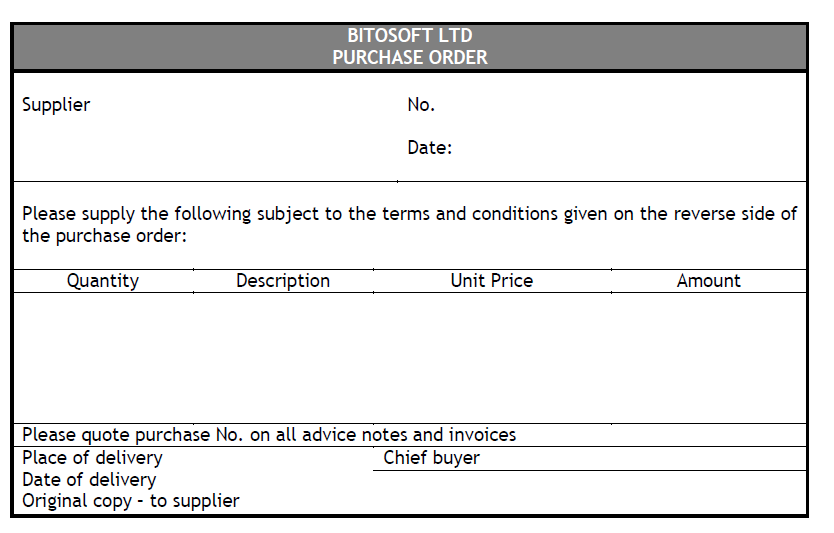 BITOSOFT LTD
PURCHASE ORDER
Supplier No.
Date:
Please supply the following subject to the terms and conditions given on the reverse side of
the purchase order:
Quantity Description Unit Price Amount
Please quote purchase No. on all advice notes and invoices
Place of delivery Chief buyer
Date of delivery
Original copy - to supplier